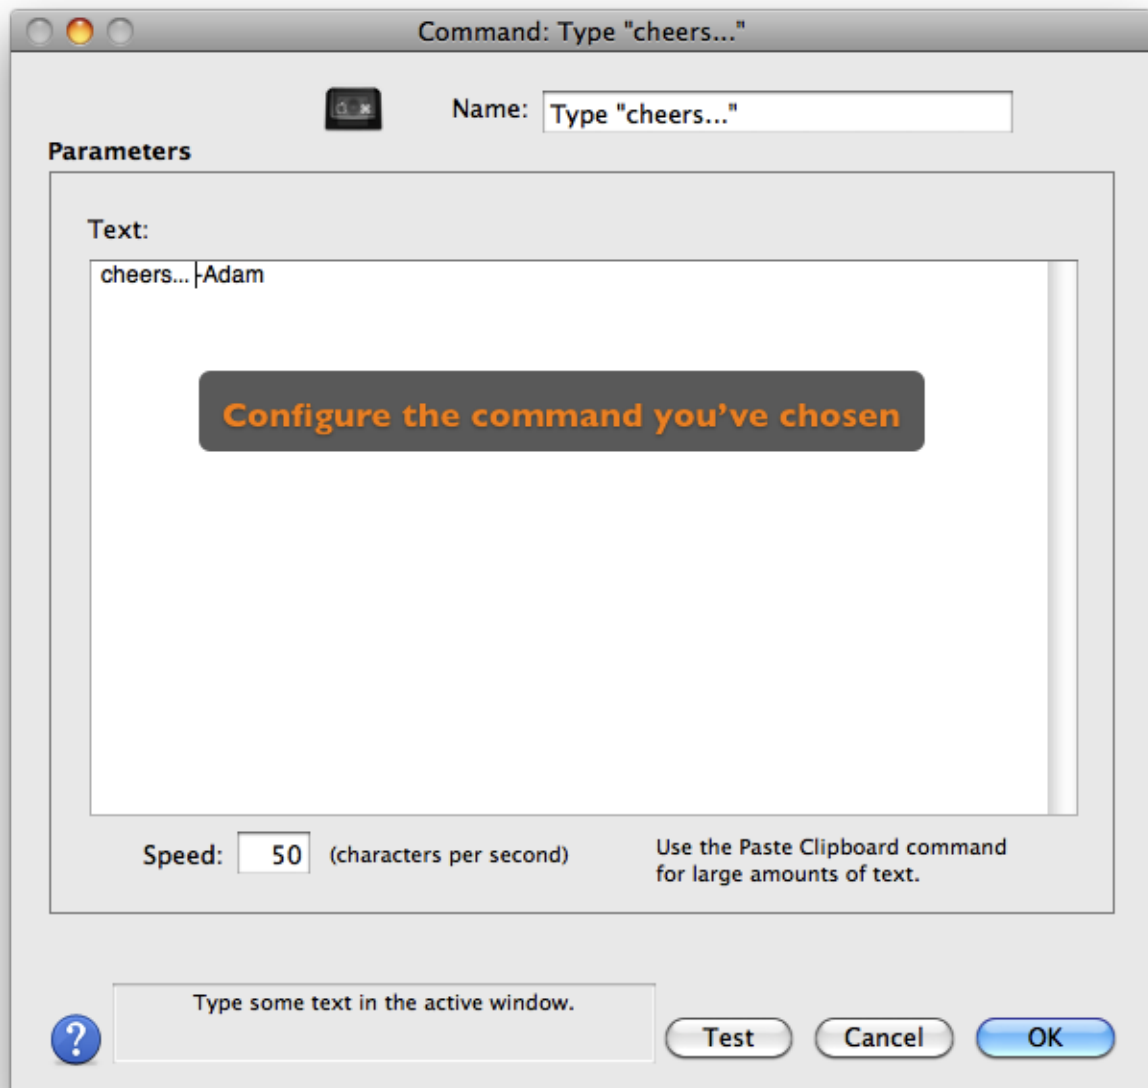 Command: Type "cheers..."
Name: Type "cheers..."
Parameters
Text:
cheers... -Adam
Configure the command you’ve chosen
Speed: 50 (characters per second)
Use the Paste Clipboard command
for large amounts of text.
Type some text in the active window.
? Test Cancel OK